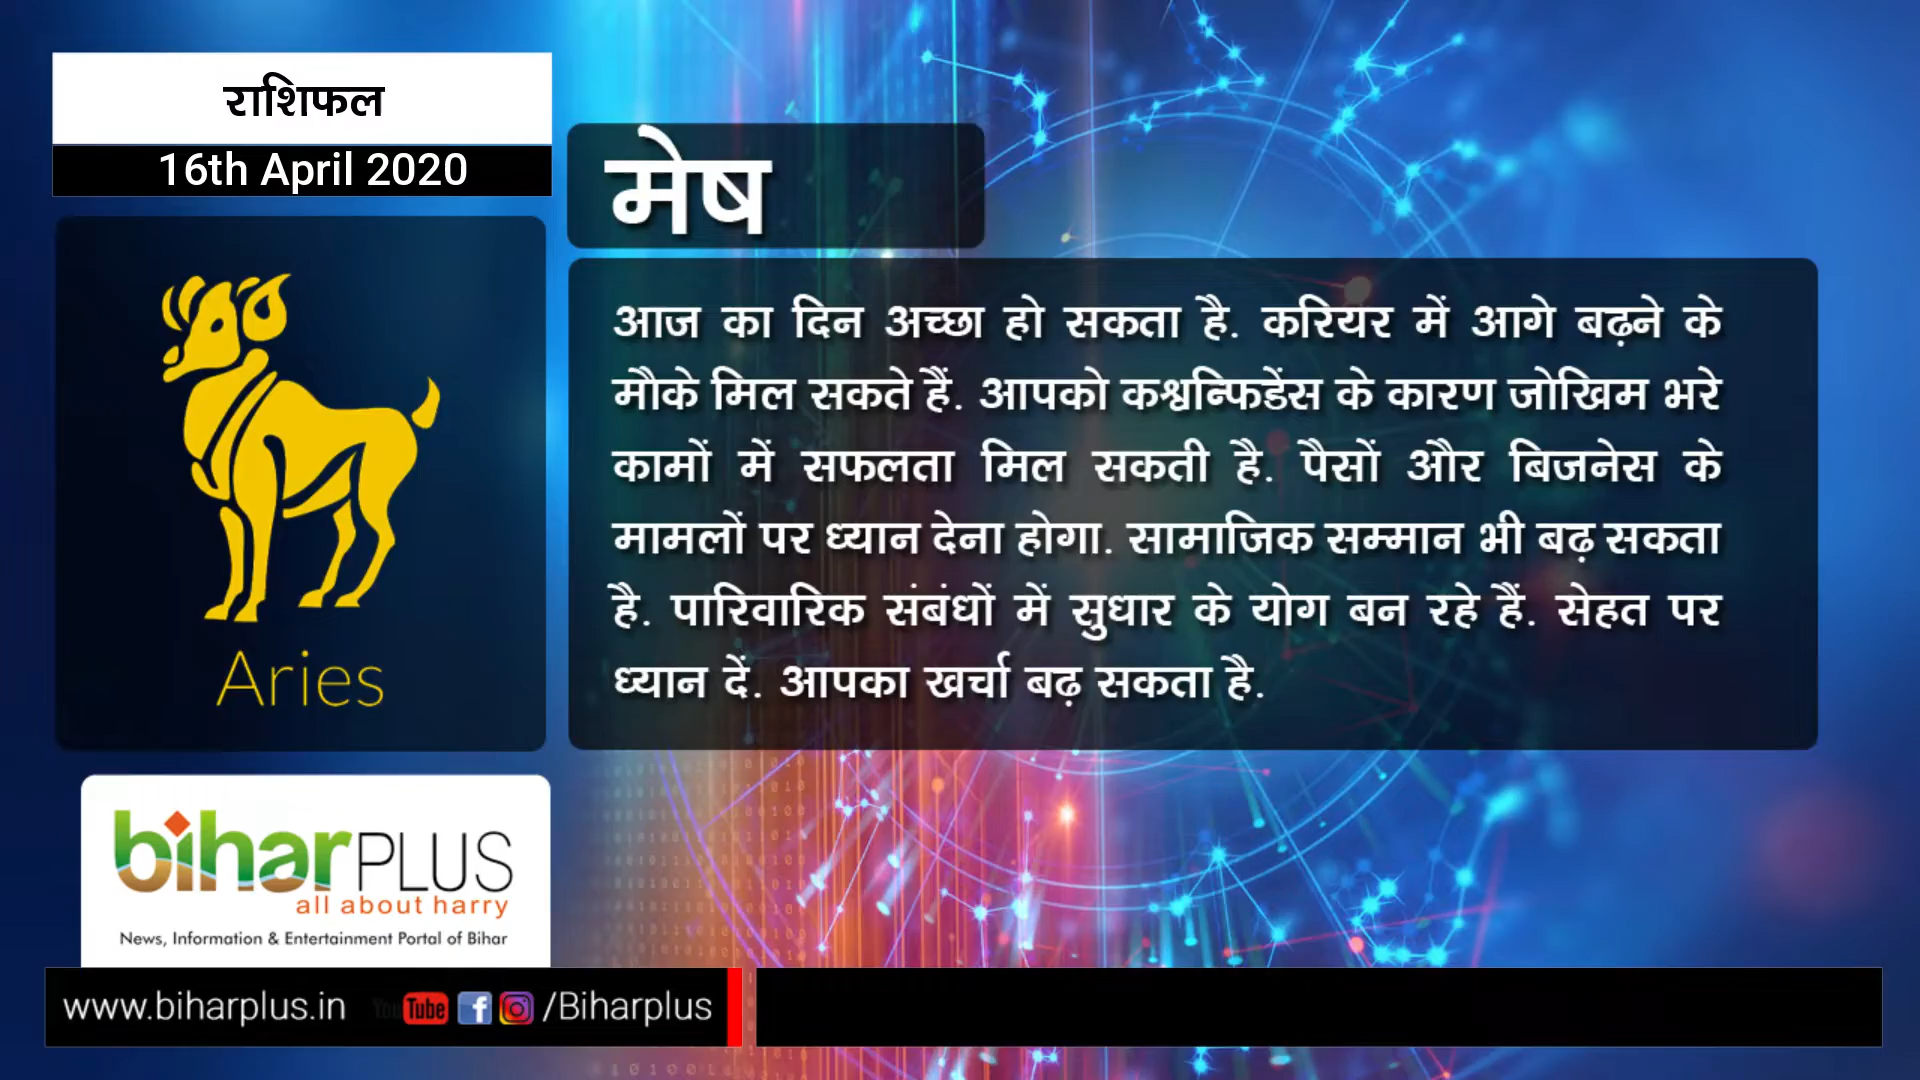 राशिफल
16th April 2020
मेष
आज का दिन अच्छा हो सकता है. करियर में आगे बढ़ने के
मौके मिल सकते हैं. आपको कश्वन्फिडेंस के कारण जोखिम भरे
कामों में सफलता मिल सकती है. पैसों और बिजनेस के
मामलों पर ध्यान देना होगा. सामाजिक सम्मान भी बढ़ सकता
है. पारिवारिक संबंधों में सुधार के योग बन रहे हैं. सेहत पर
ध्यान दें. आपका खर्चा बढ़ सकता है.
Aries
biharPLUS
all about harry
News, Information & Entertainment Portal of Bihar
www.biharplus.in YouTube /Biharplus